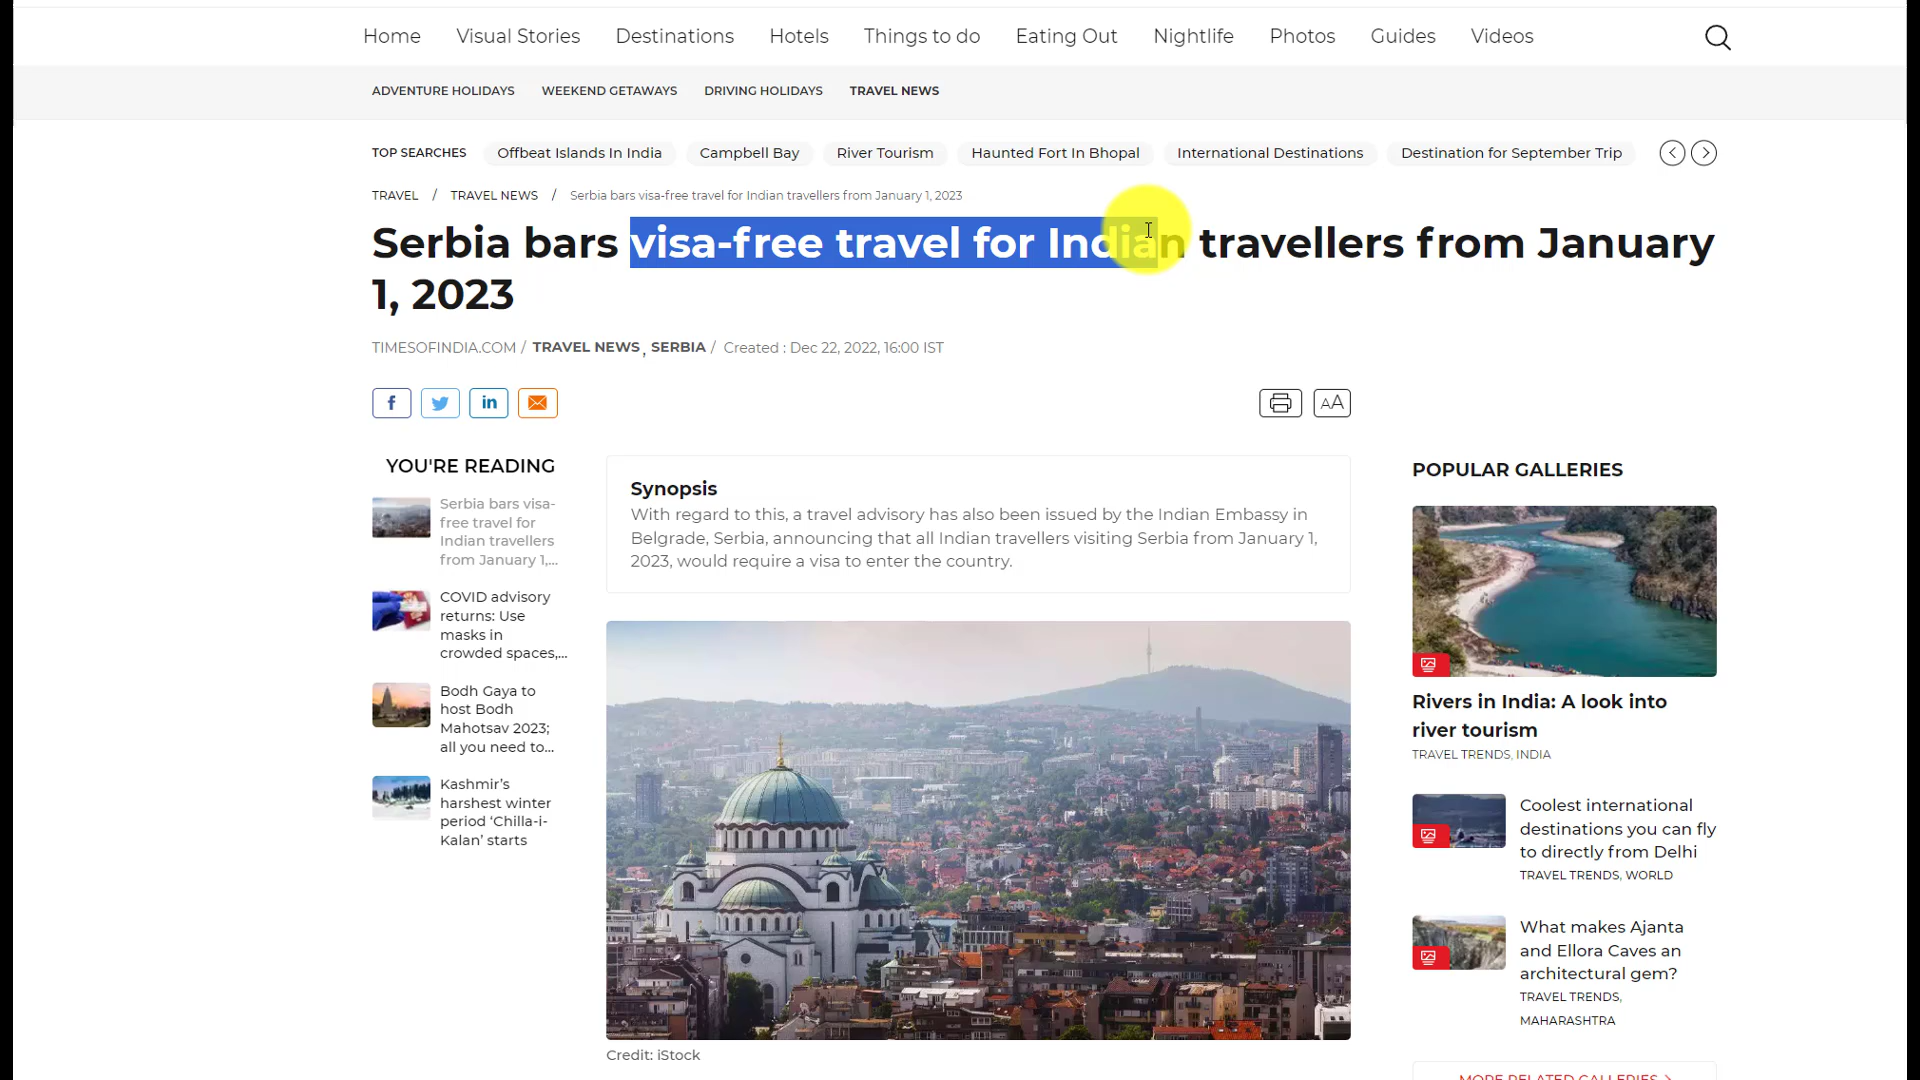 Home Visual Stories Destinations Hotels Things to do Eating Out Nightlife Photos Guides Videos
ADVENTURE HOLIDAYS WEEKEND GETAWAYS DRIVING HOLIDAYS TRAVEL NEWS
TOP SEARCHES Offbeat Islands In India Campbell Bay River Tourism Haunted Fort In Bhopal International Destinations Destination for September Trip
TRAVEL / TRAVEL NEWS / Serbia bars visa-free travel for Indian travellers from January 1, 2023
Serbia bars visa-free travel for Indian travellers from January
1, 2023
TIMESOFINDIA.COM / TRAVEL NEWS, SERBIA / Created : Dec 22, 2022, 16:00 IST
f in AA
YOU'RE READING
Serbia bars visa-
free travel for
Indian travellers
from January 1,...
COVID advisory
returns: Use
masks in
crowded spaces,...
Bodh Gaya to
host Bodh
Mahotsav 2023;
all you need to...
Kashmir’s
harshest winter
period ‘Chilla-i-
Kalan’ starts
Synopsis
With regard to this, a travel advisory has also been issued by the Indian Embassy in
Belgrade, Serbia, announcing that all Indian travellers visiting Serbia from January 1,
2023, would require a visa to enter the country.
Credit: iStock
POPULAR GALLERIES
Rivers in India: A look into
river tourism
TRAVEL TRENDS, INDIA
Coolest international
destinations you can fly
to directly from Delhi
TRAVEL TRENDS, WORLD
What makes Ajanta
and Ellora Caves an
architectural gem?
TRAVEL TRENDS,
MAHARASHTRA
MORE RELATED GALLERIES >